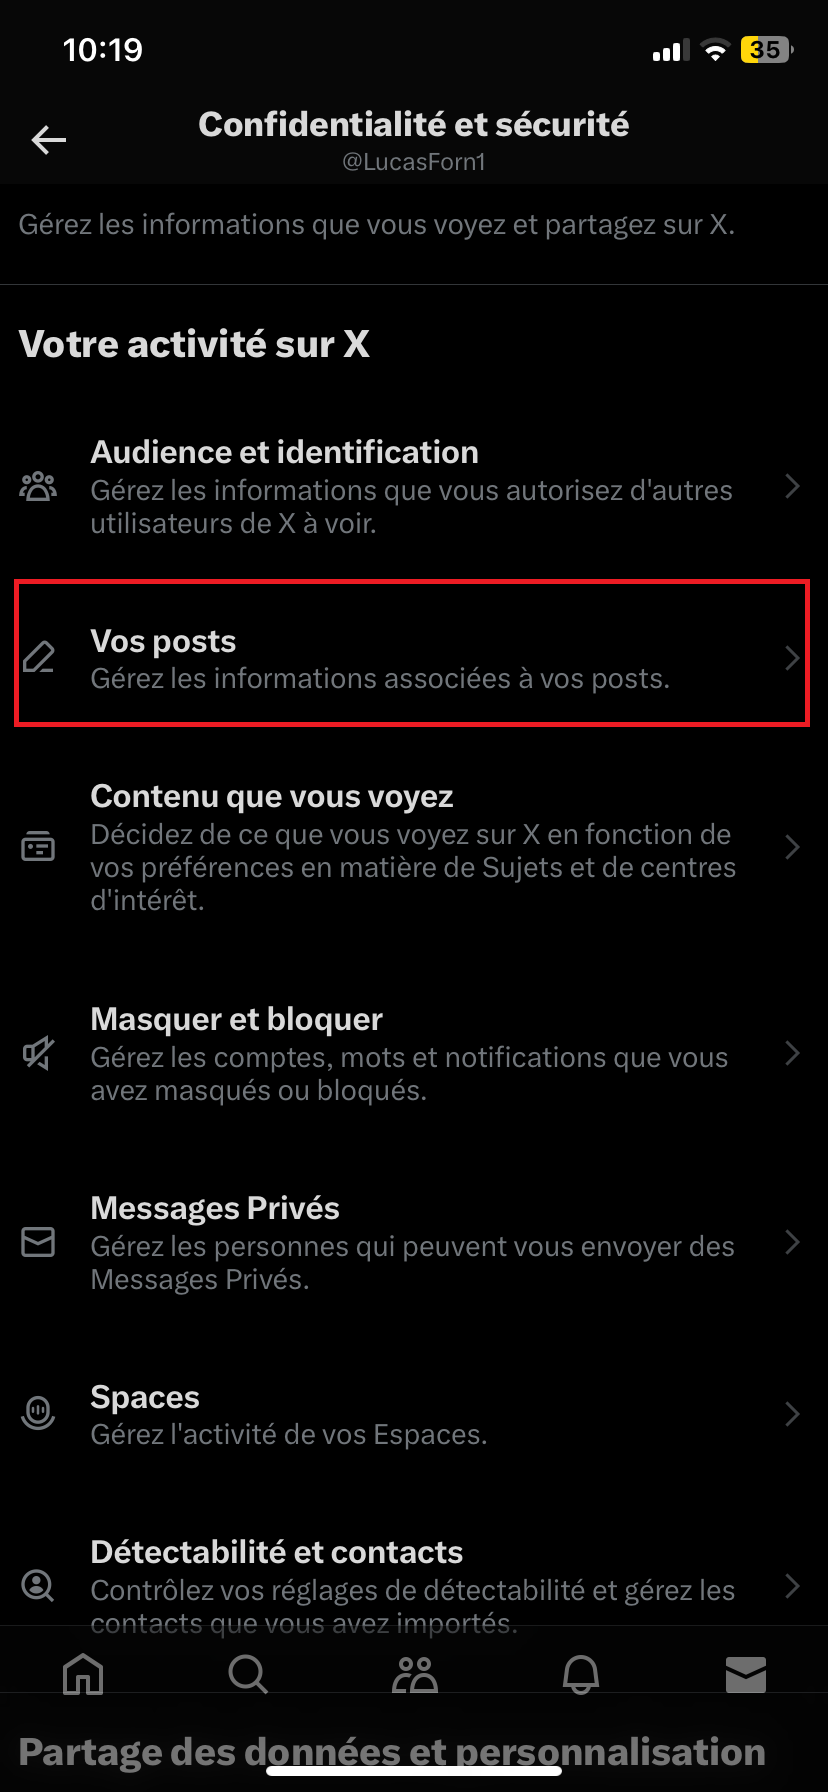 10:19
35
Confidentialité et sécurité
@LucasForn1
Gérez les informations que vous voyez et partagez sur X.
Votre activité sur X
Audience et identification
Gérez les informations que vous autorisez d'autres
utilisateurs de X à voir.
Vos posts
Gérez les informations associées à vos posts.
Contenu que vous voyez
Décidez de ce que vous voyez sur X en fonction de
vos préférences en matière de Sujets et de centres
d'intérêt.
Masquer et bloquer
Gérez les comptes, mots et notifications que vous
avez masqués ou bloqués.
Messages Privés
Gérez les personnes qui peuvent vous envoyer des
Messages Privés.
Spaces
Gérez l'activité de vos Espaces.
Détectabilité et contacts
Contrôlez vos réglages de détectabilité et gérez les
contacts que vous avez importés.
Partage des données et personnalisation